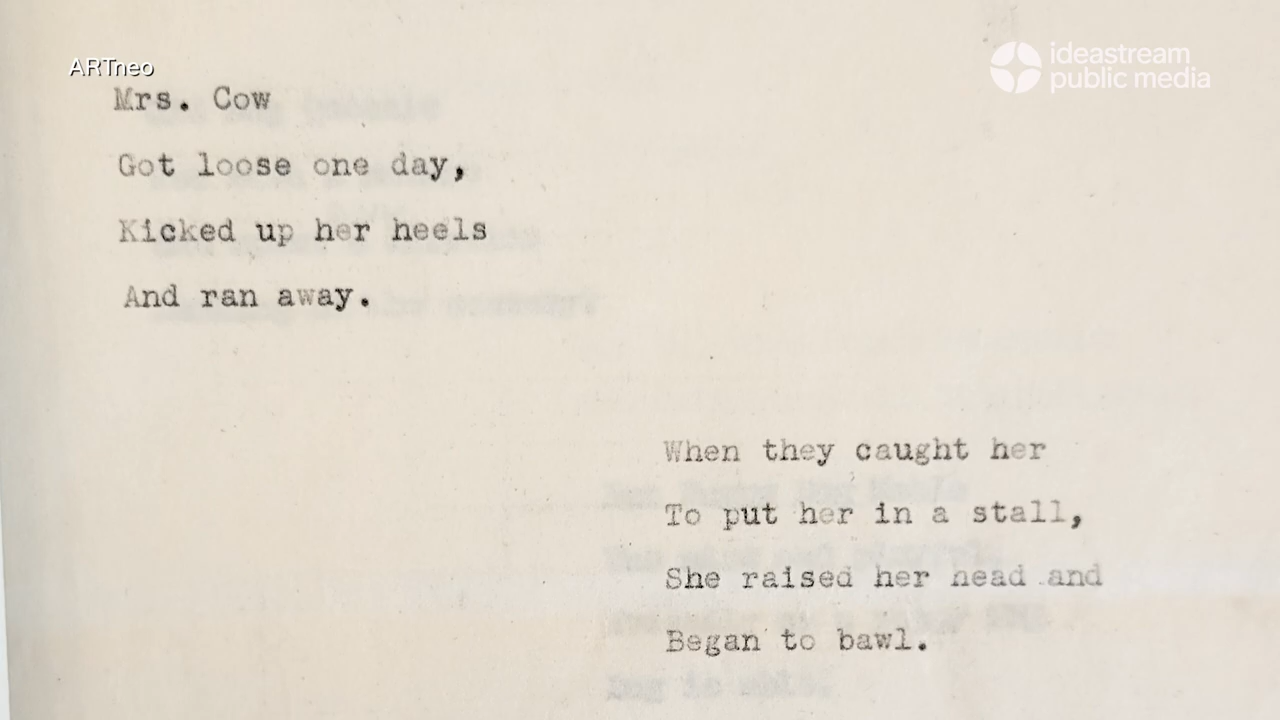 ARTneo
ideastream
public media
Mrs. Cow
Got loose one day,
Kicked up her heels
And ran away.
When they caught her
To put her in a stall,
She raised her head and
Began to bawl.